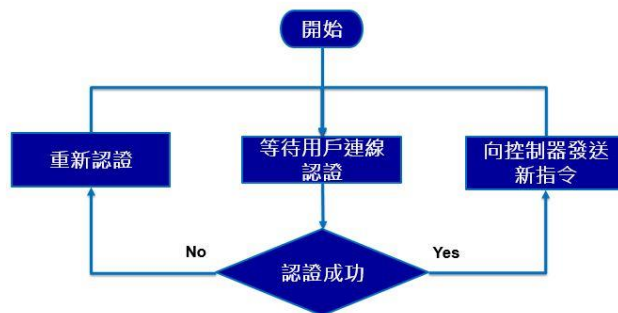 開始
重新認證
等待用戶連線
認證
向控制器發送
新指令
No
Yes
認證成功